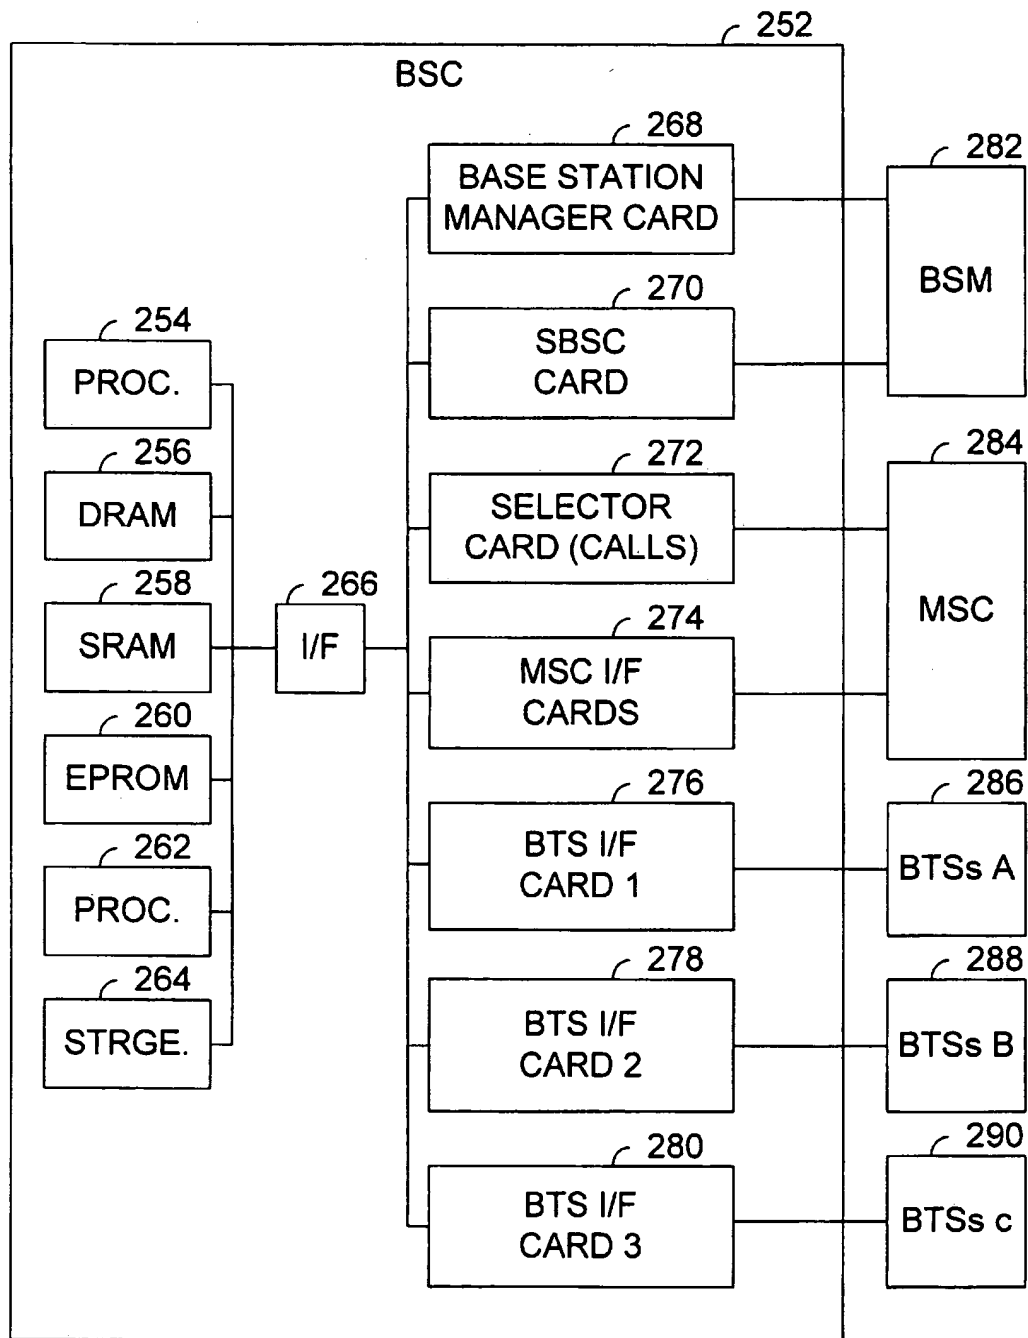 252
BSC
268
BASE STATION
MANAGER CARD
282
BSM
270
SBSC
CARD
254
PROC.
256
DRAM
258
SRAM
260
EPROM
262
PROC.
264
STRGE.
266
I/F
272
SELECTOR
CARD (CALLS)
284
MSC
274
MSC I/F
CARDS
276
BTS I/F
CARD 1
286
BTSs A
278
BTS I/F
CARD 2
288
BTSs B
280
BTS I/F
CARD 3
290
BTSs c